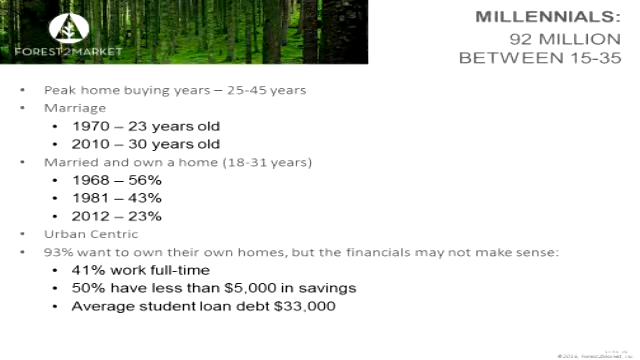 FOREST2MARKET
MILLENNIALS:
92 MILLION
BETWEEN 15-35
• Peak home buying years – 25-45 years
• Marriage
• 1970 – 23 years old
• 2010 – 30 years old
• Married and own a home (18-31 years)
• 1968 – 56%
• 1981 – 43%
• 2012 – 23%
• Urban Centric
• 93% want to own their own homes, but the financials may not make sense:
• 41% work full-time
• 50% have less than $5,000 in savings
• Average student loan debt $33,000